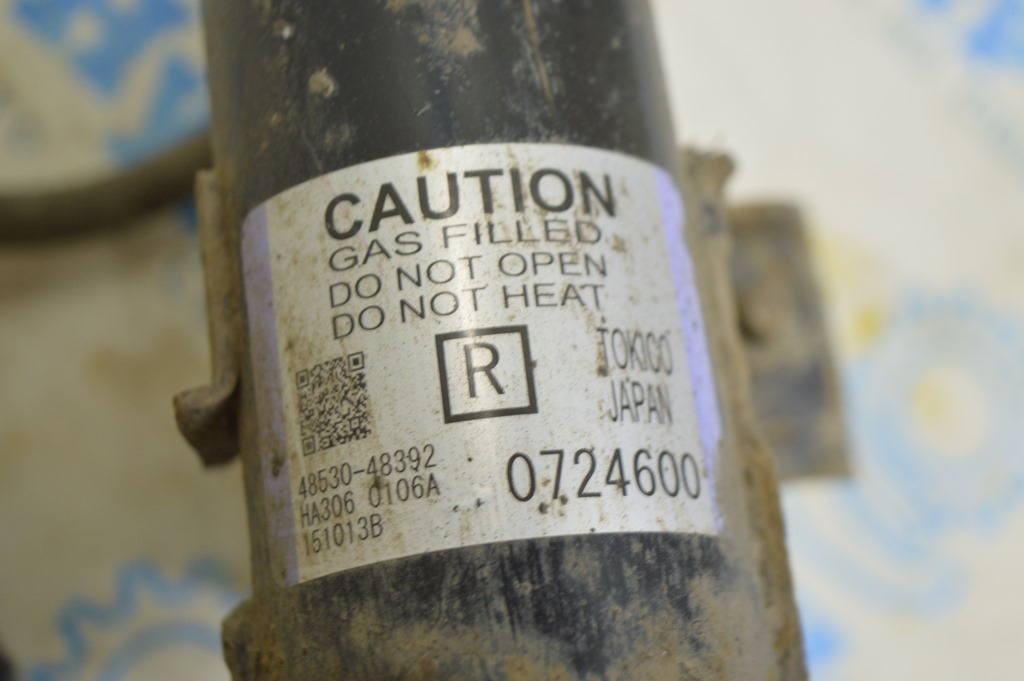 CAUTION
GAS FILLED
DO NOT OPEN
DO NOT HEAT
R
TOKICO
JAPAN
48530-48392
HA306 0106A
151013B
0724600